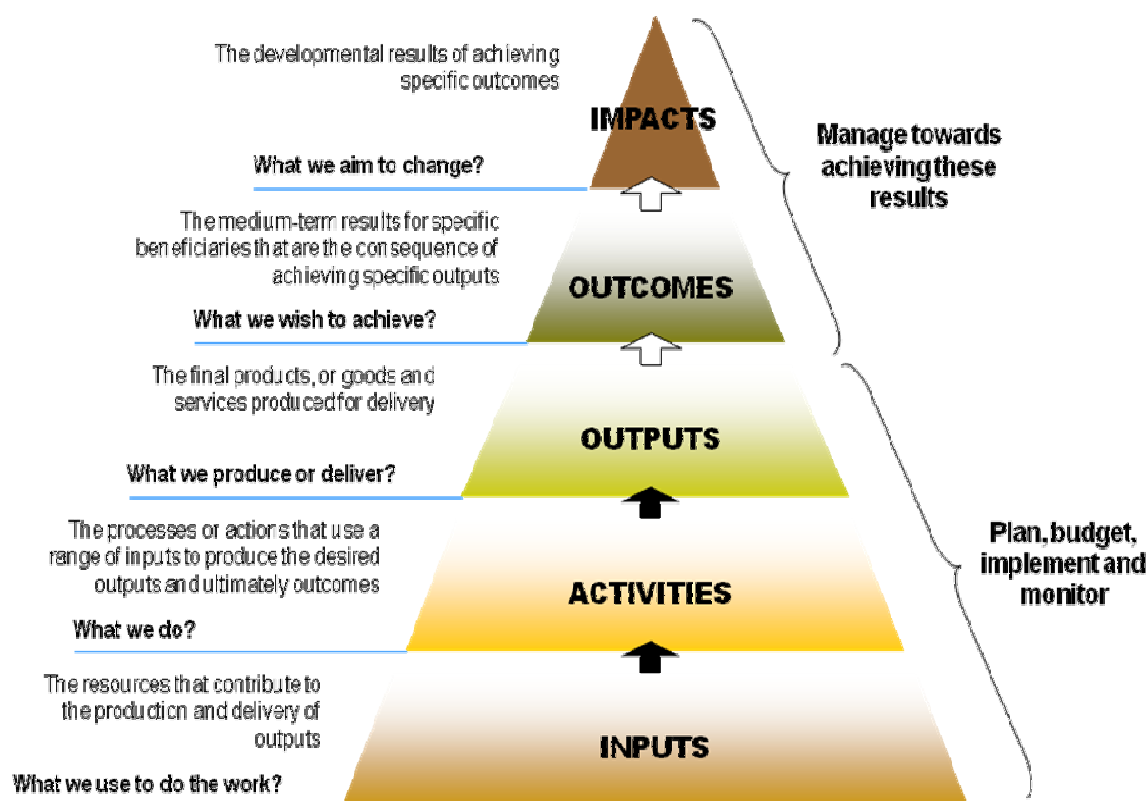 The developmental results of achieving
specific outcomes
IMPACTS
What we aim to change?
Manage towards
achieving these
results
The medium-term results for specific
beneficiaries that are the consequence of
achieving specific outputs
OUTCOMES
What we wish to achieve?
The final products, or goods and
services produced for delivery
OUTPUTS
What we produce or deliver?
The processes or actions that use a
range of inputs to produce the desired
outputs and ultimately outcomes
ACTIVITIES
What we do?
Plan, budget,
implement and
monitor
The resources that contribute to
the production and delivery of
outputs
INPUTS
What we use to do the work?